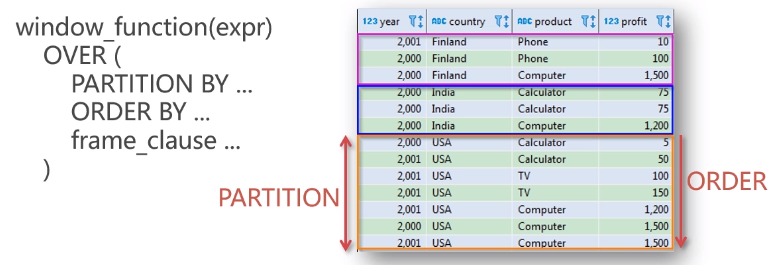 window_function(expr)
OVER (
PARTITION BY ...
ORDER BY ...
frame_clause ...
)
123 year ABC country ABC product 123 profit
2,001 Finland Phone 10
2,000 Finland Phone 100
2,000 Finland Computer 1,500
2,000 India Calculator 75
2,000 India Calculator 75
2,000 India Computer 1,200
2,000 USA Calculator 5
2,001 USA Calculator 50
2,001 USA TV 100
2,001 USA TV 150
2,001 USA Computer 1,200
2,000 USA Computer 1,500
2,001 USA Computer 1,500
PARTITION
ORDER